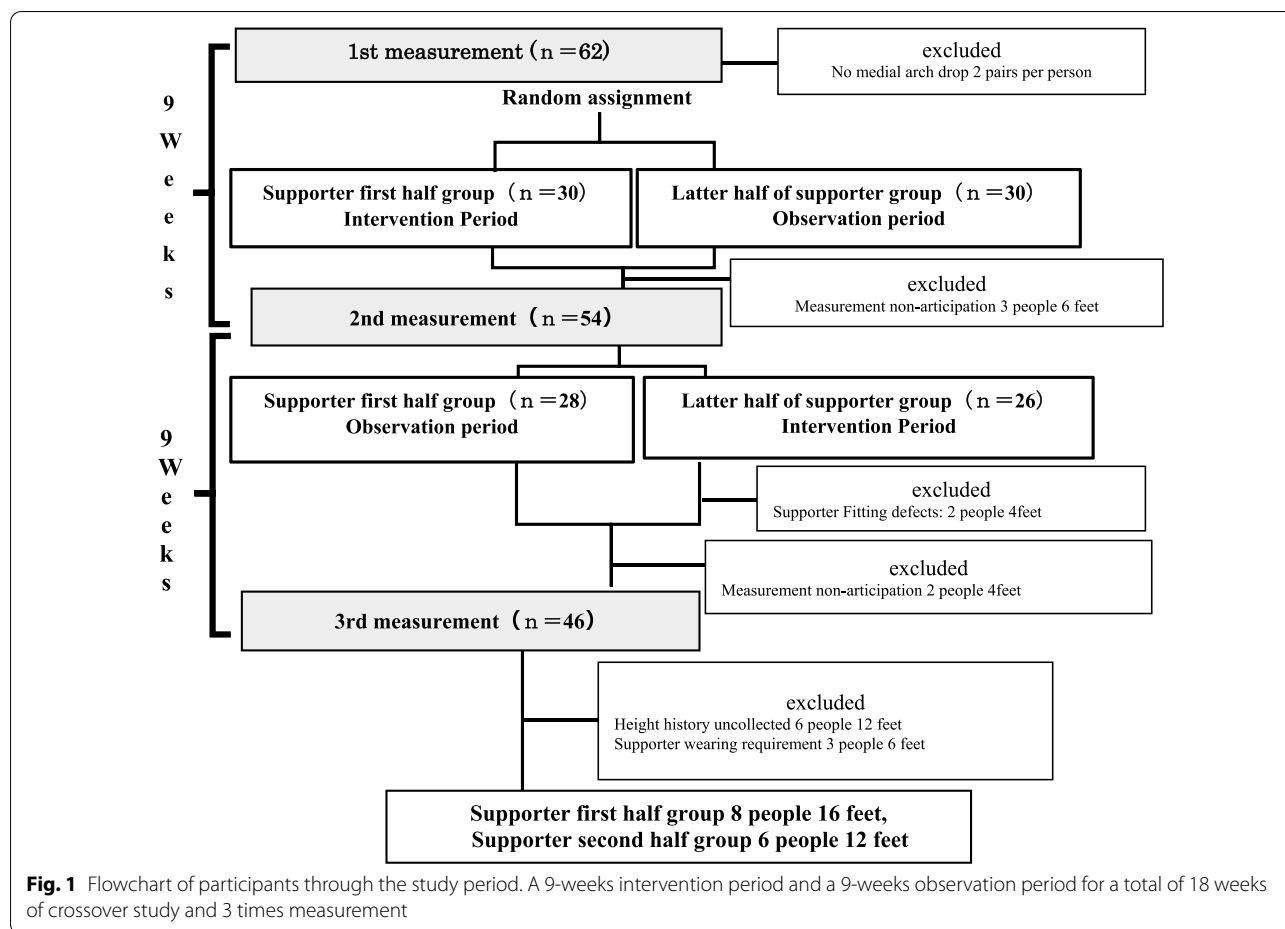 1st measurement (n=62)
excluded
No medial arch drop 2 pairs per person
Random assignment
9 Weeks
Supporter first half group (n=30)
Intervention Period
Latter half of supporter group (n=30)
Observation period
excluded
Measurement non-articipation 3 people 6 feet
2nd measurement (n=54)
9 Weeks
Supporter first half group (n=28)
Observation period
Latter half of supporter group (n=26)
Intervention Period
excluded
Supporter Fitting defects: 2 people 4feet
excluded
Measurement non-articipation 2 people 4feet
3rd measurement (n=46)
excluded
Height history uncollected 6 people 12 feet
Supporter wearing requirement 3 people 6 feet
Supporter first half group 8 people 16 feet,
Supporter second half group 6 people 12 feet
Fig. 1 Flowchart of participants through the study period. A 9-weeks intervention period and a 9-weeks observation period for a total of 18 weeks
of crossover study and 3 times measurement